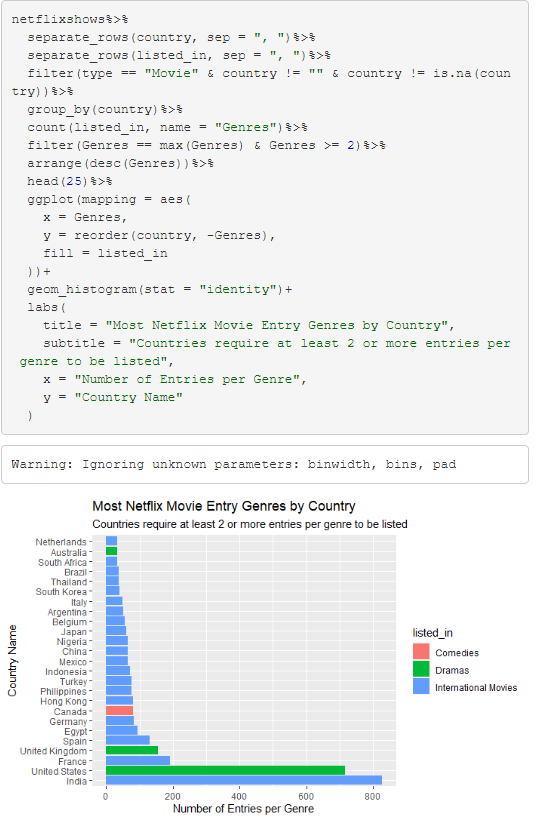 netflixshows%>%
separate_rows(country, sep = ", ")%>%
separate_rows(listed_in, sep = ", ")%>%
filter(type == "Movie" & country != "" & country != is.na(coun
try))%>%
group_by(country)%>%
count(listed_in, name = "Genres")%>%
filter(Genres == max(Genres) & Genres >= 2)%>%
arrange(desc(Genres))%>%
head(25)%>%
ggplot(mapping = aes(
x = Genres,
y = reorder(country, -Genres),
fill = listed_in
))+
geom_histogram(stat = "identity")+
labs(
title = "Most Netflix Movie Entry Genres by Country",
subtitle = "Countries require at least 2 or more entries per
genre to be listed",
x = "Number of Entries per Genre",
y = "Country Name"
)
Warning: Ignoring unknown parameters: binwidth, bins, pad
Most Netflix Movie Entry Genres by Country
Countries require at least 2 or more entries per genre to be listed
Country Name
Netherlands
Australia
South Africa
Brazil
Thailand
South Korea
Italy
Argentina
Belgium
Japan
Nigeria
China
Mexico
Indonesia
Turkey
Philippines
Hong Kong
Canada
Germany
Egypt
Spain
United Kingdom
France
United States
India
0 200 400 600 800
Number of Entries per Genre
listed_in
Comedies
Dramas
International Movies